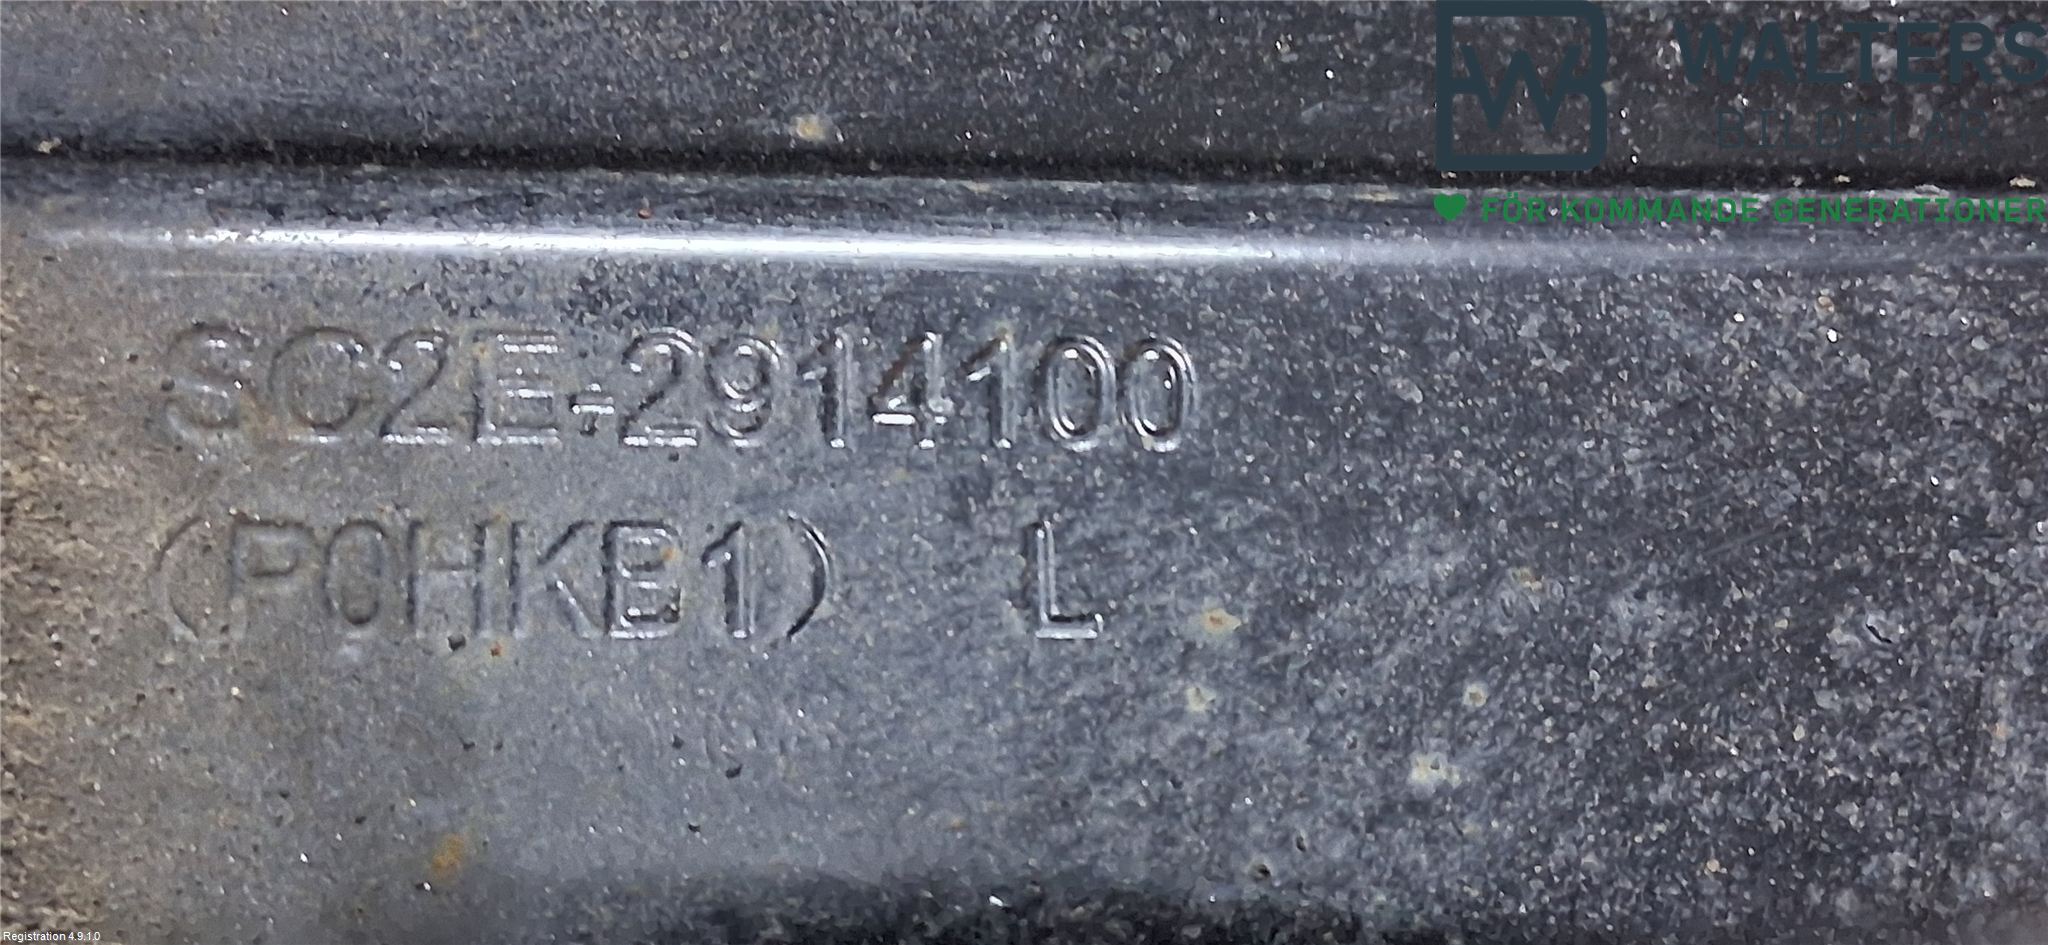 WALTERS
BILDELAR
FÖR KOMMANDE GENERATIONER
SC2E-2914100
(P0HKB1) L
Registration 4.9.1.0